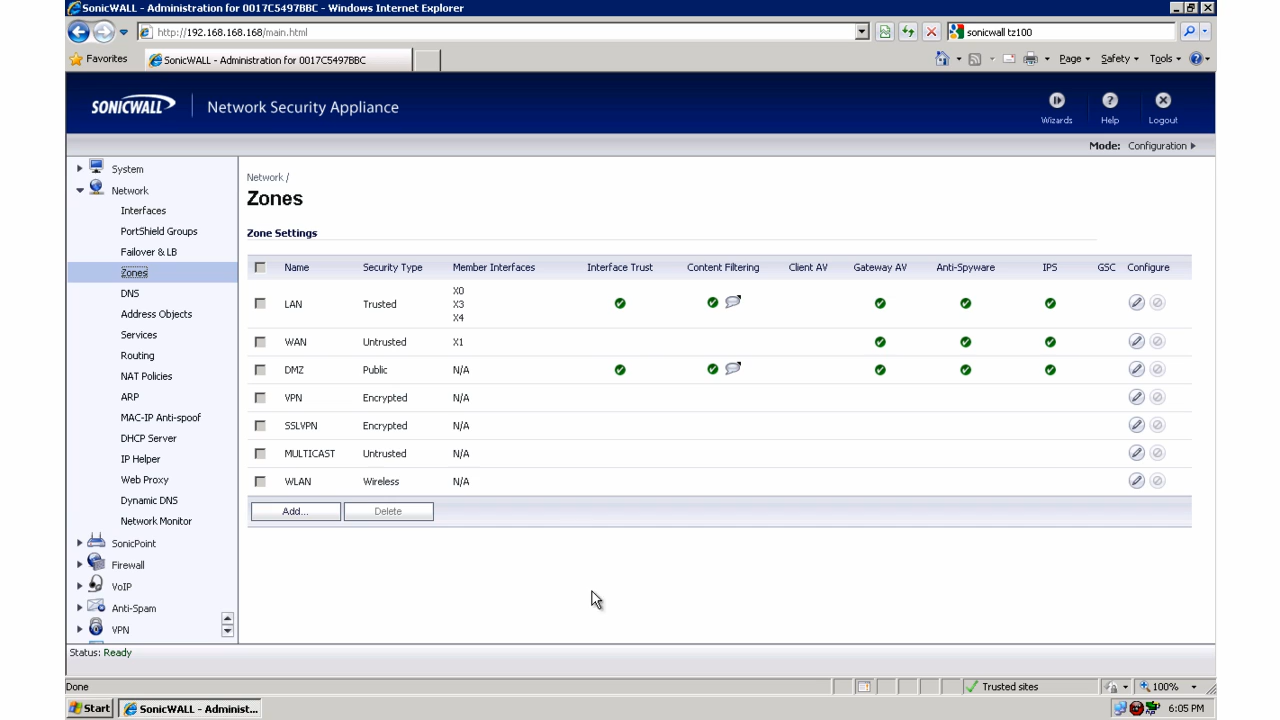 SonicWALL - Administration for 0017C5497BBC - Windows Internet Explorer
http://192.168.168.168/main.html
sonicwall tz100
Favorites
SonicWALL - Administration for 0017C5497BBC
Page
Safety
Tools
SONICWALL
Network Security Appliance
Wizards
Help
Logout
Mode: Configuration
System
Network
Interfaces
PortShield Groups
Failover & LB
Zones
DNS
Address Objects
Services
Routing
NAT Policies
ARP
MAC-IP Anti-spoof
DHCP Server
IP Helper
Web Proxy
Dynamic DNS
Network Monitor
SonicPoint
Firewall
VoIP
Anti-Spam
VPN
Network /
Zones
Zone Settings
Name Security Type Member Interfaces Interface Trust Content Filtering Client AV Gateway AV Anti-Spyware IPS GSC Configure
LAN Trusted X0
X3
X4
WAN Untrusted X1
DMZ Public N/A
VPN Encrypted N/A
SSLVPN Encrypted N/A
MULTICAST Untrusted N/A
WLAN Wireless N/A
Add... Delete
Status: Ready
Done
Trusted sites
100%
Start
SonicWALL - Administ...
6:05 PM